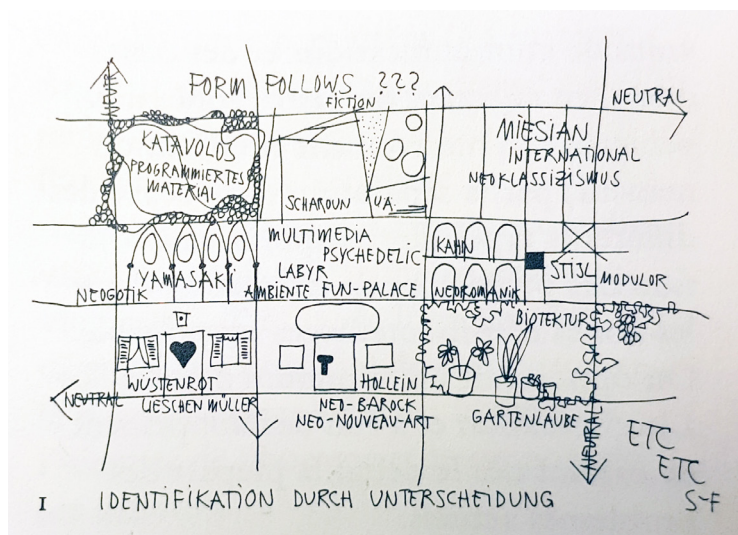 FORM FOLLOWS ???
NEUTR
NEUTRAL
FICTION
KATAVOLOS
PROGRAMMIERTES
MATERIAL
SCHAROUN U.A.
MIESIAN
INTERNATIONAL
NEOKLASSIZISMUS
YAMASAKI
NEOGOTIK
MULTIMEDIA
PSYCHEDELIC
LABYR
AMBIENTE FUN-PALACE
KAHN
NEOROMANIK
STIJL
MODULOR
NEUTRAL
WÜSTENROT
UESCHEN MÜLLER
HOLLEIN
NEO-BAROCK
NEO-NOUVEAU-ART
BIOTEKTUR
GARTENLAUBE
NEUTRAL
ETC
ETC
S-F
I IDENTIFIKATION DURCH UNTERSCHEIDUNG